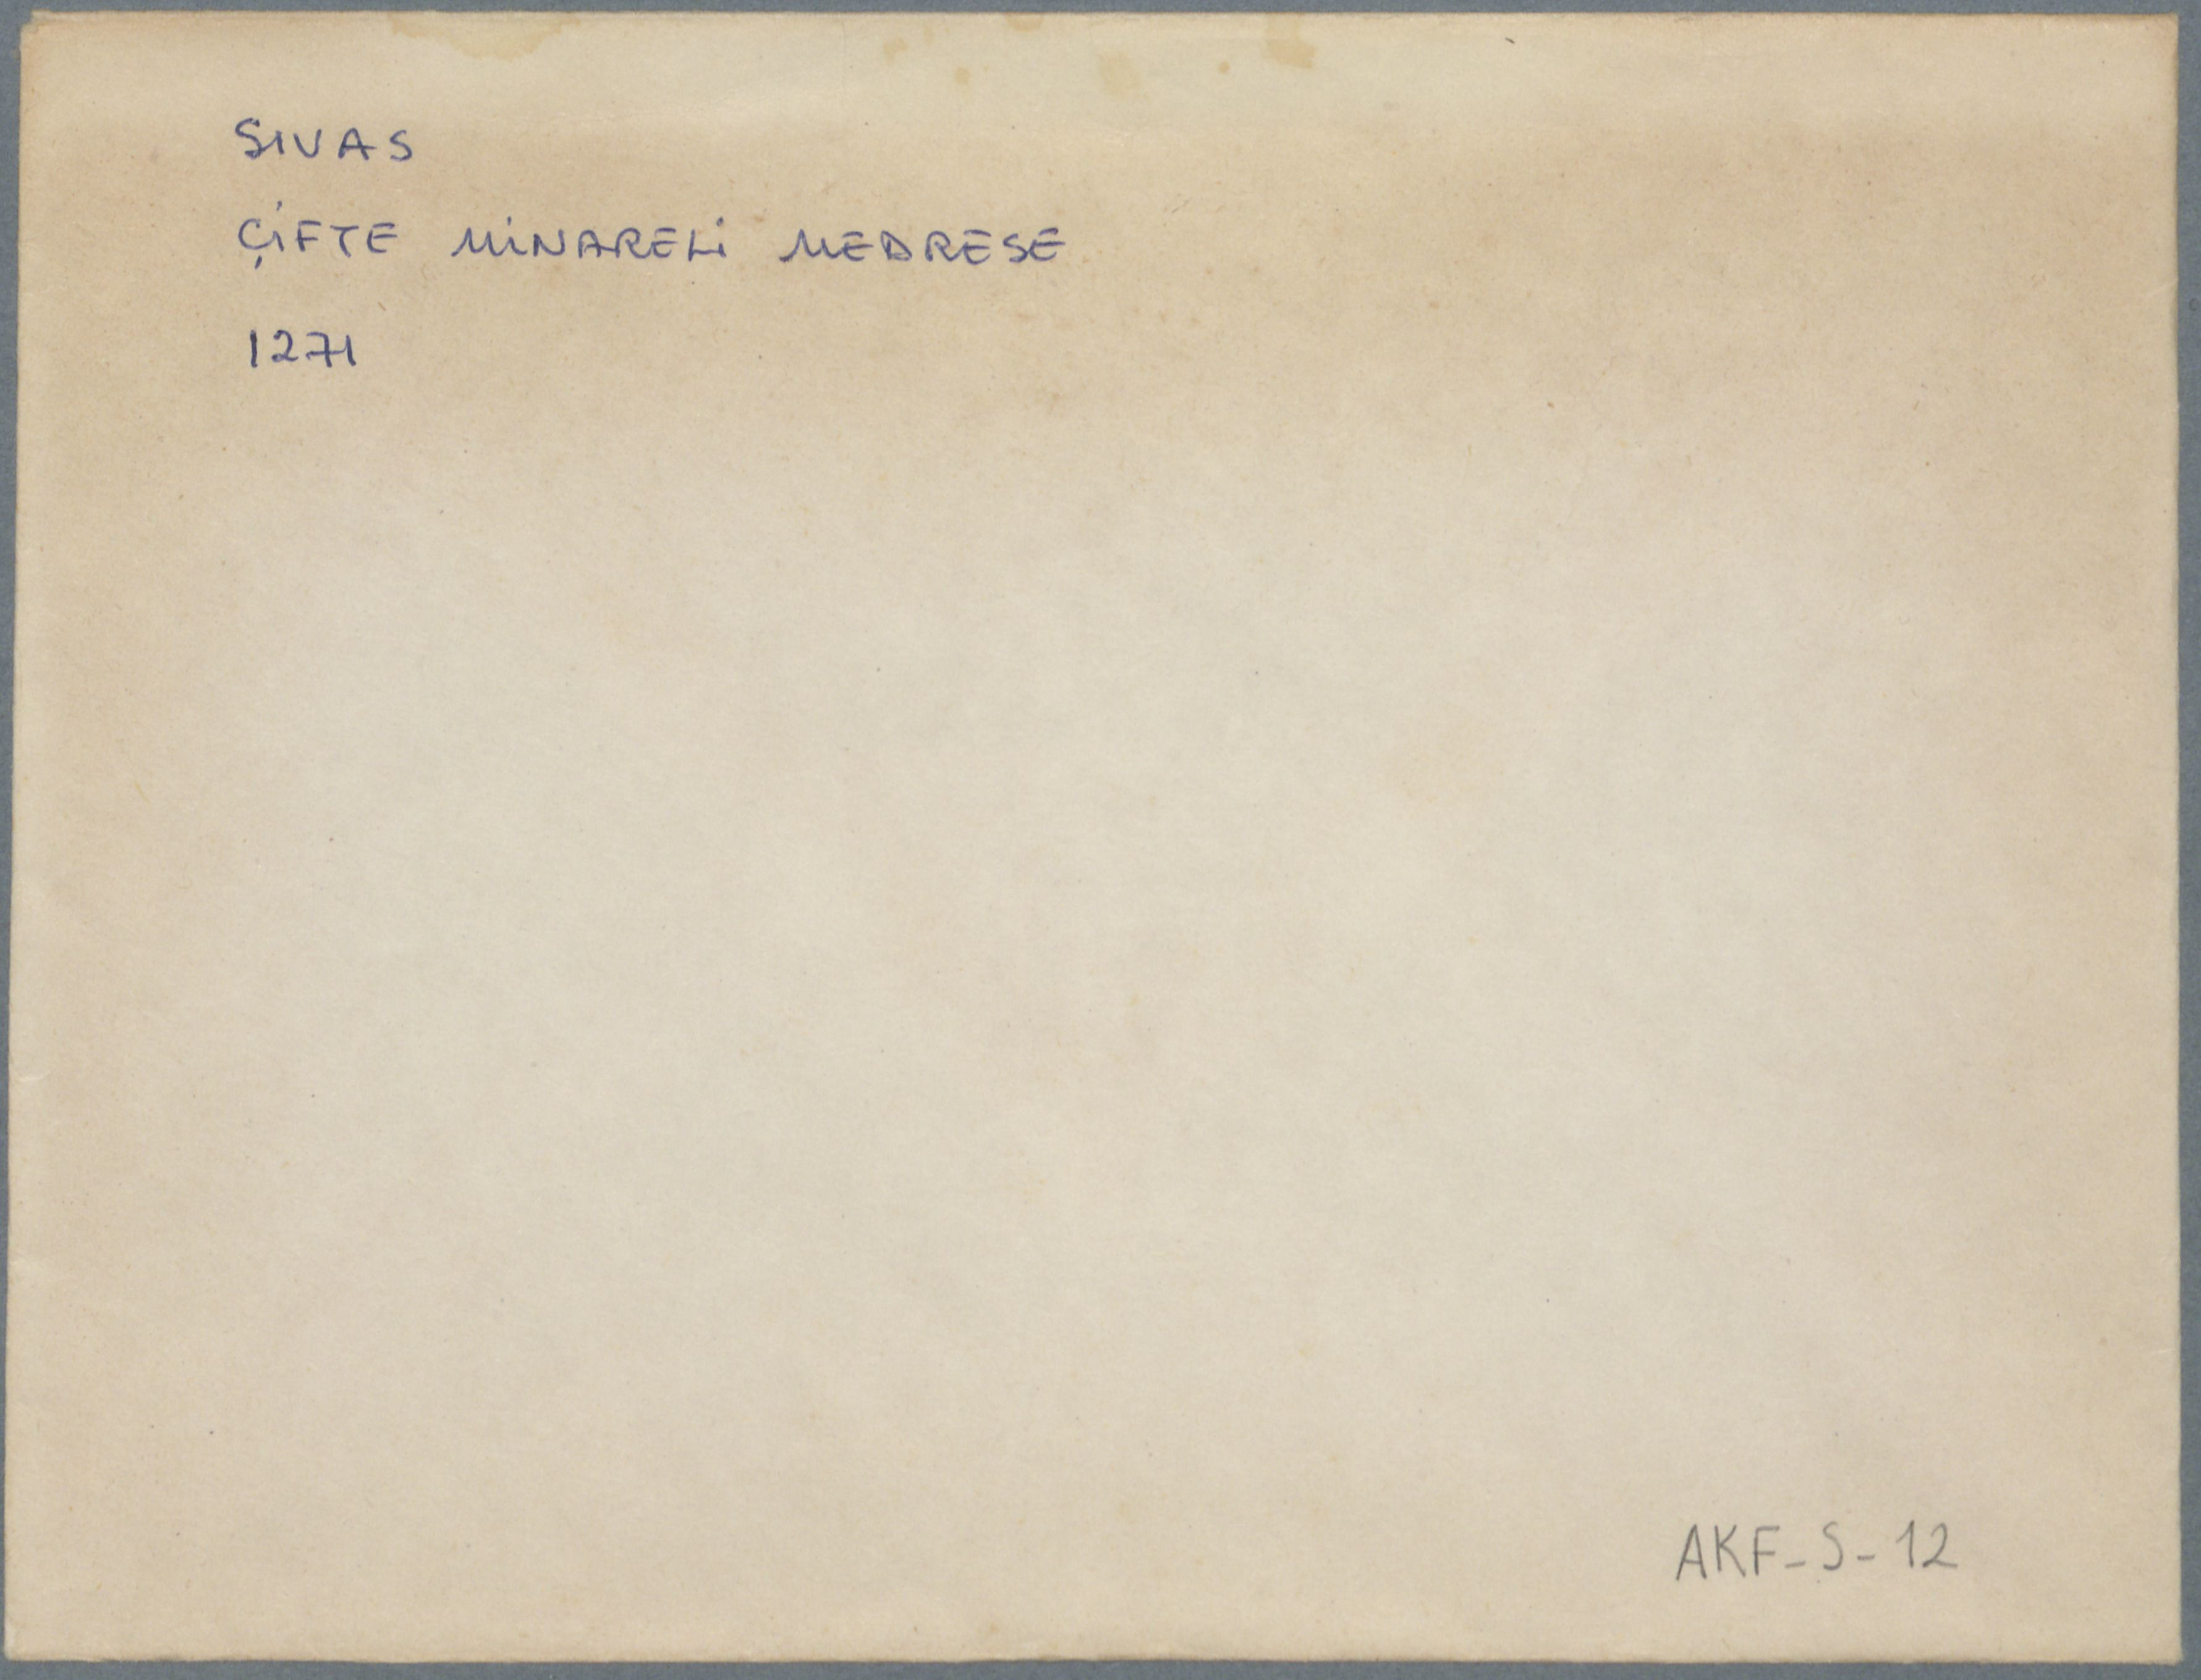 SIVAS
ÇİFTE MİNARELİ MEDRESE
1271
AKF-S-12